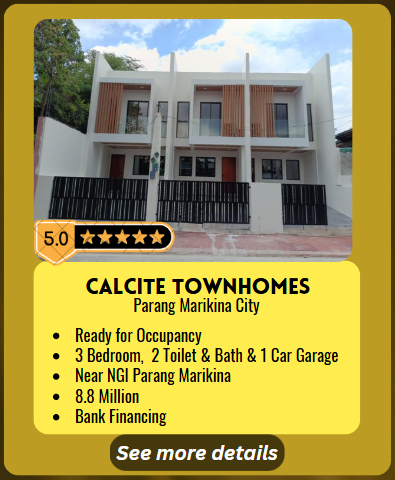 5.0
CALCITE TOWNHOMES
Parang Marikina City
• Ready for Occupancy
• 3 Bedroom, 2 Toilet & Bath & 1 Car Garage
• Near NGI Parang Marikina
• 8.8 Million
• Bank Financing
See more details